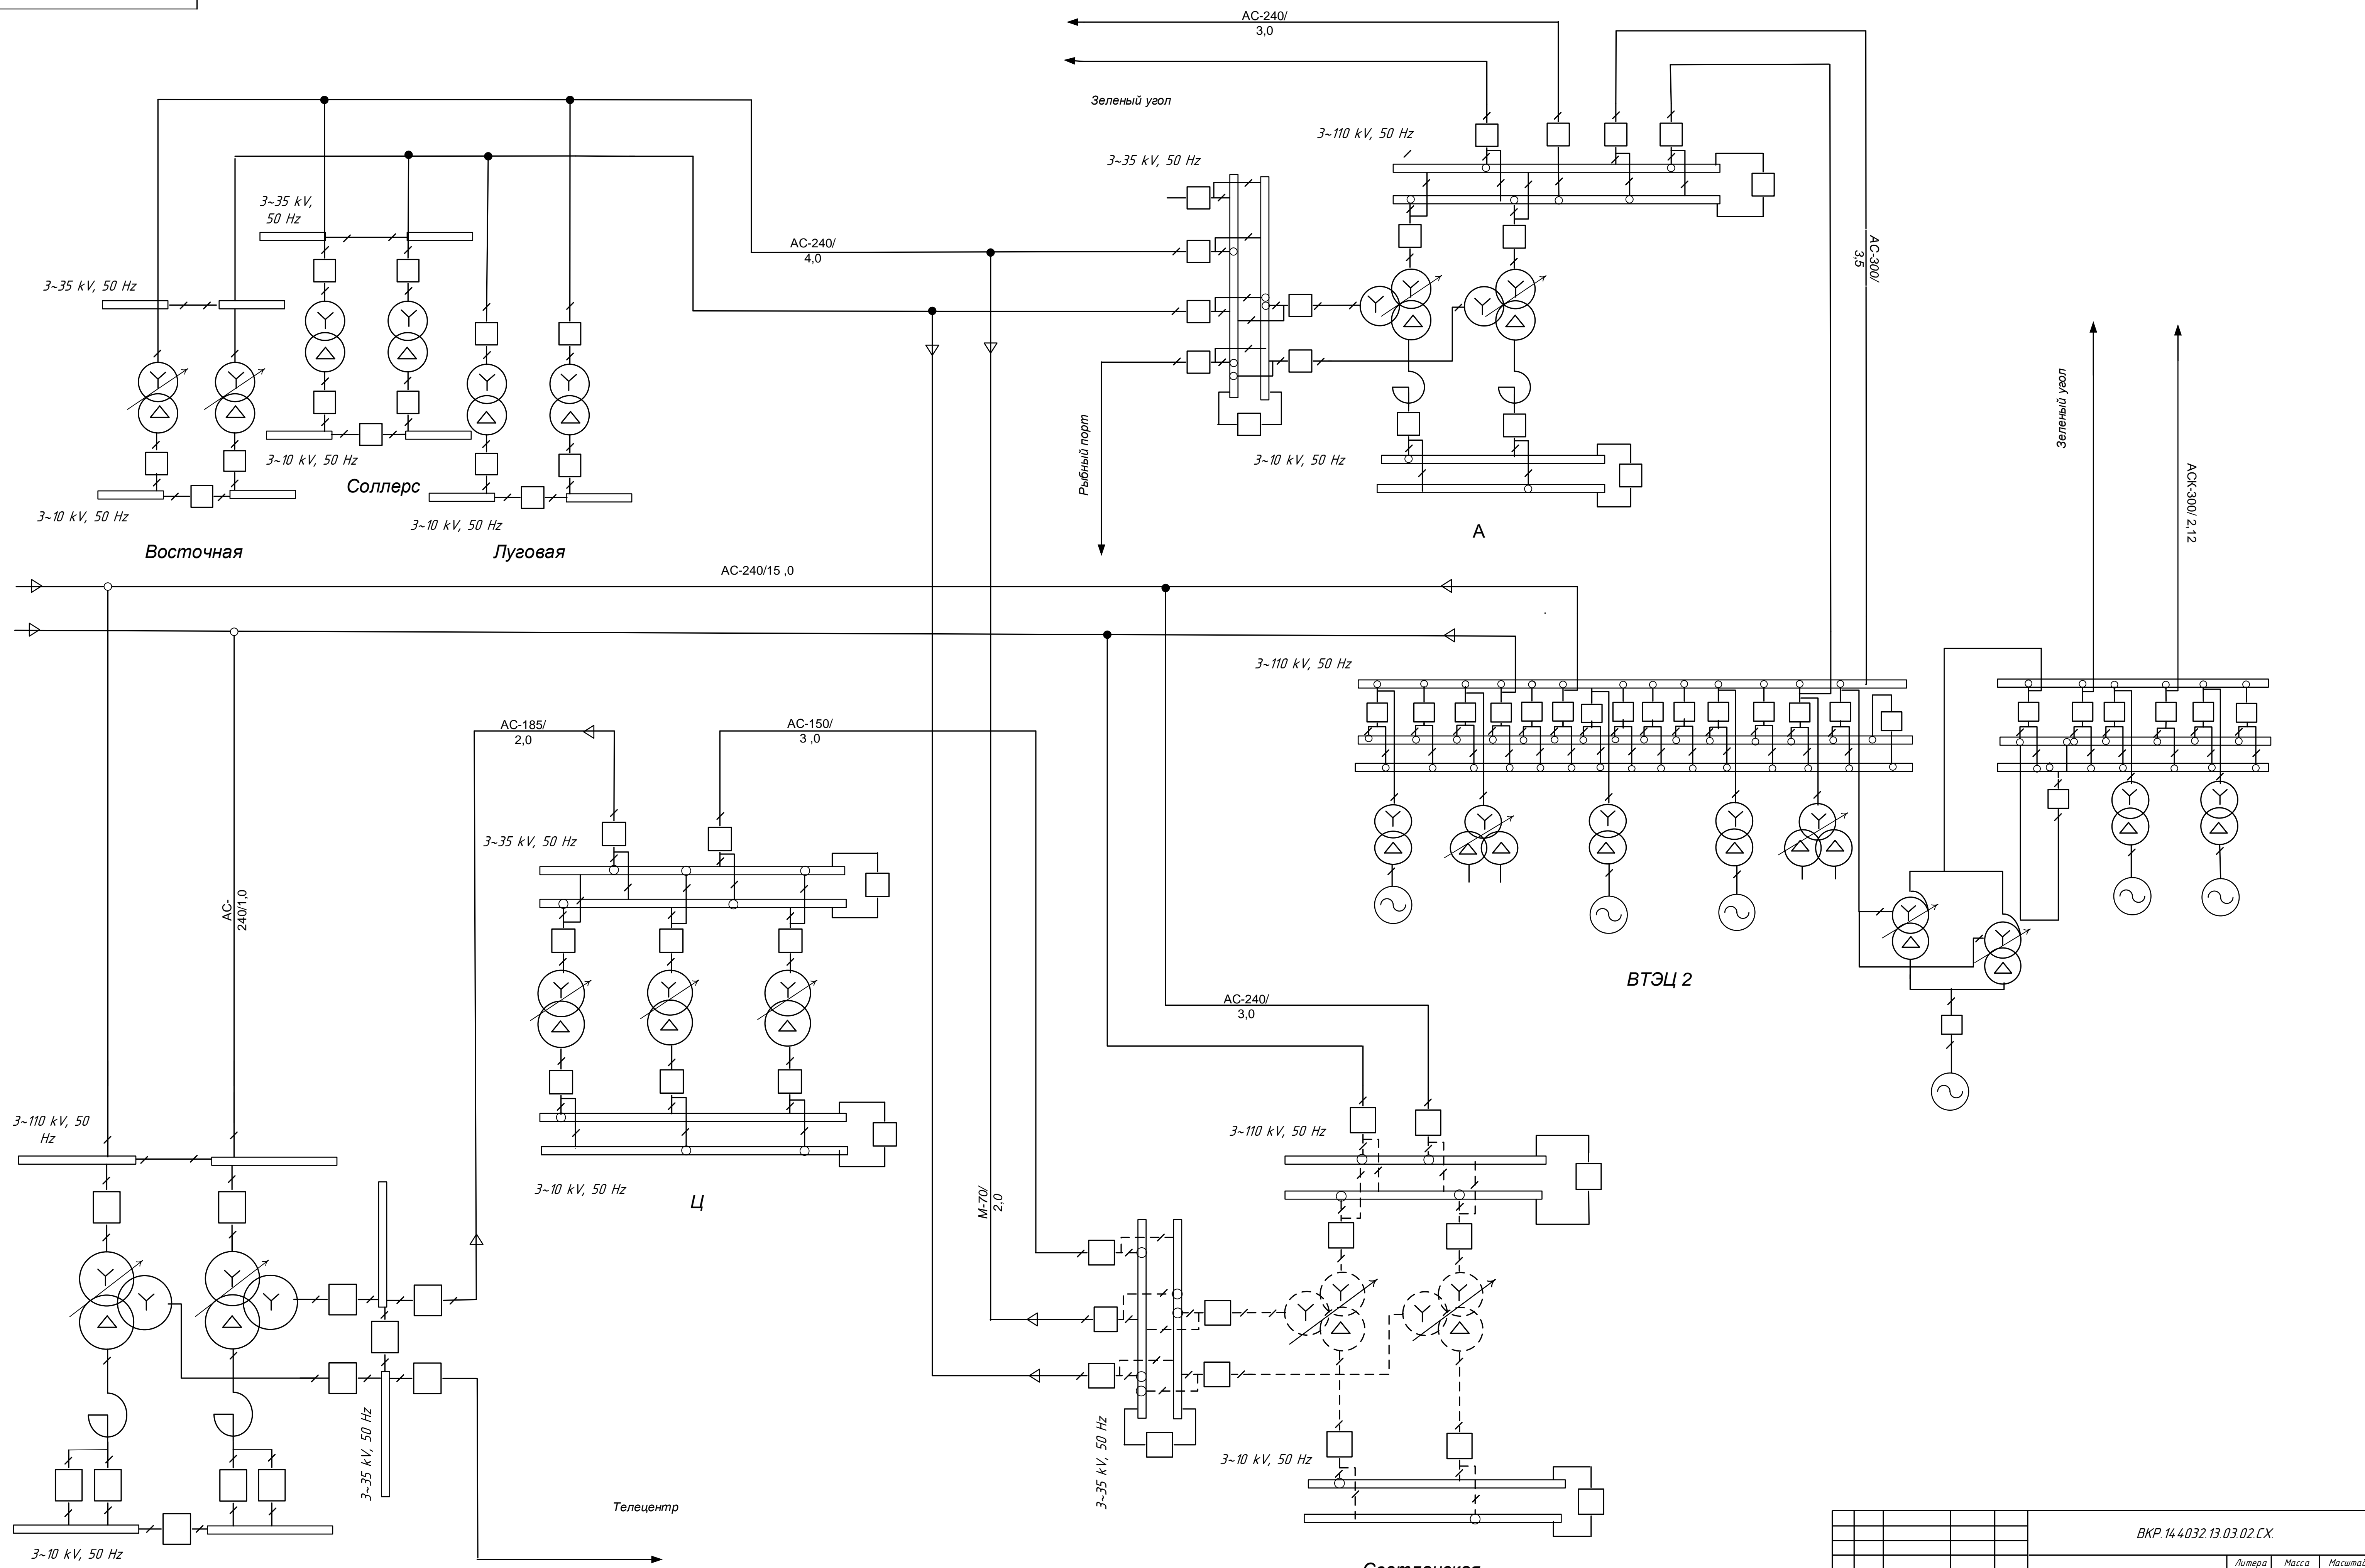 АС-240/
3,0
Зеленый угол
3~110 kV, 50 Hz
3~35 kV, 50 Hz
3~35 kV,
50 Hz
АС-240/
4,0
АС-300/
3,5
3~35 kV, 50 Hz
Зеленый угол
Рыбный порт
3~10 kV, 50 Hz
3~10 kV, 50 Hz
Соллерс
АСК-300/ 2,12
3~10 kV, 50 Hz
3~10 kV, 50 Hz
А
Восточная
Луговая
АС-240/15 ,0
3~110 kV, 50 Hz
АС-185/
2,0
АС-150/
3 ,0
3~35 kV, 50 Hz
АС-
240/1,0
ВТЭЦ 2
АС-240/
3,0
3~110 kV, 50
Hz
3~110 kV, 50 Hz
3~10 kV, 50 Hz
Ц
М-70/
2,0
3~35 kV, 50 Hz
3~35 kV, 50 Hz
3~10 kV, 50 Hz
Телецентр
3~10 kV, 50 Hz
ВКР.144032.13.03.02.СХ.
Литера
Масса